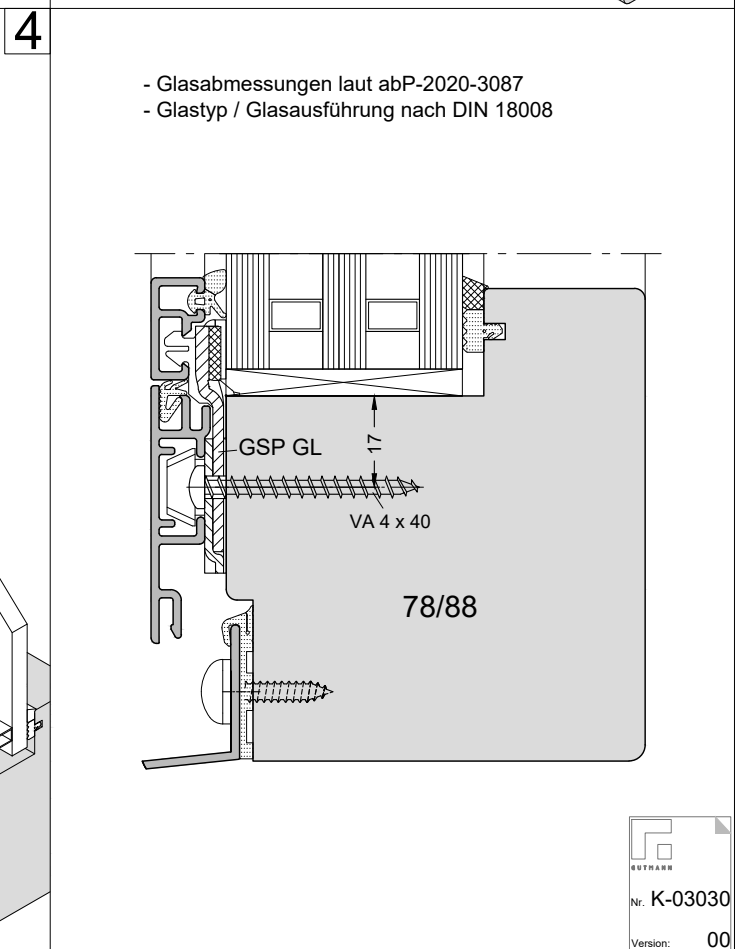 4
- Glasabmessungen laut abP-2020-3087
- Glastyp / Glasausführung nach DIN 18008
GSP GL
17
VA 4 x 40
78/88
GUTMANN
Nr. K-03030
Version: 00